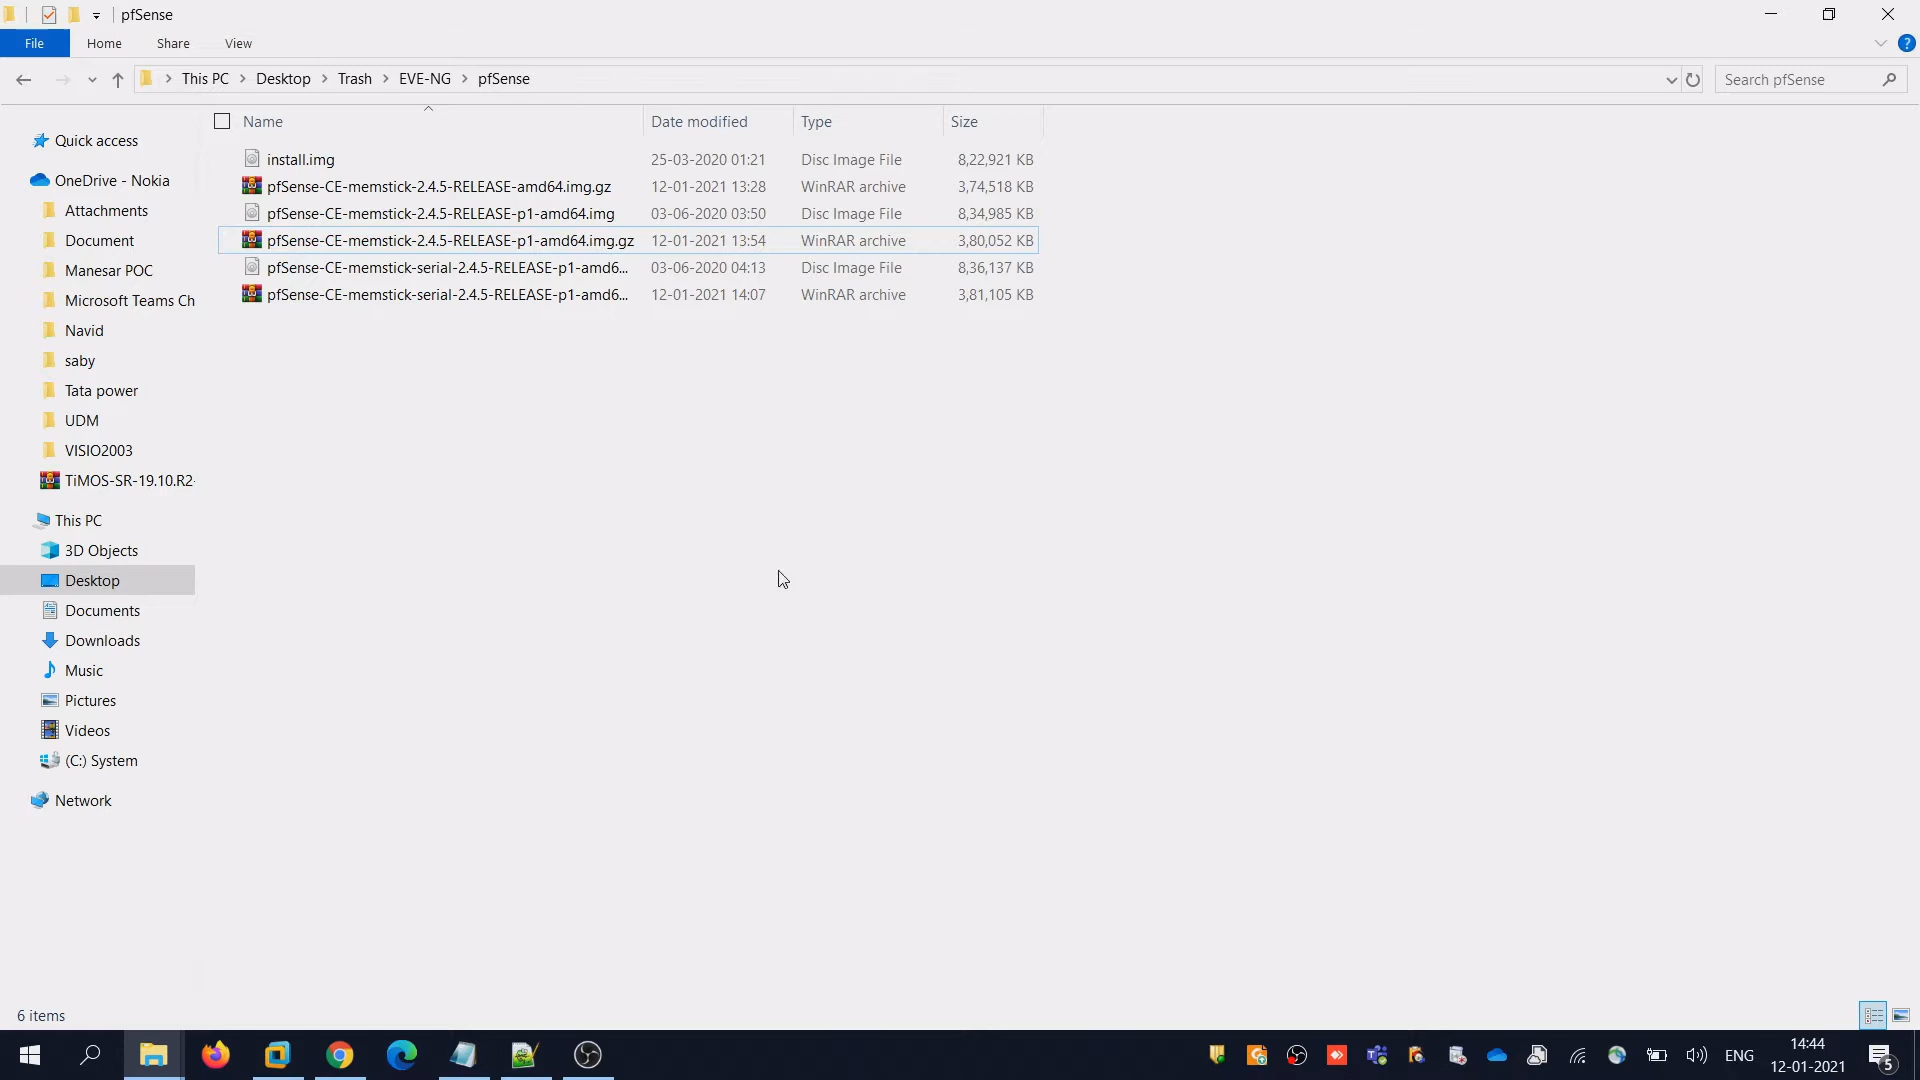 pfSense
File Home Share View
This PC Desktop Trash EVE-NG pfSense Search pfSense
Name Date modified Type Size
install.img 25-03-2020 01:21 Disc Image File 8,22,921 KB
pfSense-CE-memstick-2.4.5-RELEASE-amd64.img.gz 12-01-2021 13:28 WinRAR archive 3,74,518 KB
pfSense-CE-memstick-2.4.5-RELEASE-p1-amd64.img 03-06-2020 03:50 Disc Image File 8,34,985 KB
pfSense-CE-memstick-2.4.5-RELEASE-p1-amd64.img.gz 12-01-2021 13:54 WinRAR archive 3,80,052 KB
pfSense-CE-memstick-serial-2.4.5-RELEASE-p1-amd6... 03-06-2020 04:13 Disc Image File 8,36,137 KB
pfSense-CE-memstick-serial-2.4.5-RELEASE-p1-amd6... 12-01-2021 14:07 WinRAR archive 3,81,105 KB
Quick access
OneDrive - Nokia
Attachments
Document
Manesar POC
Microsoft Teams Ch
Navid
saby
Tata power
UDM
VISIO2003
TiMOS-SR-19.10.R2-
This PC
3D Objects
Desktop
Documents
Downloads
Music
Pictures
Videos
(C:) System
Network
6 items
ENG
14:44
12-01-2021
5